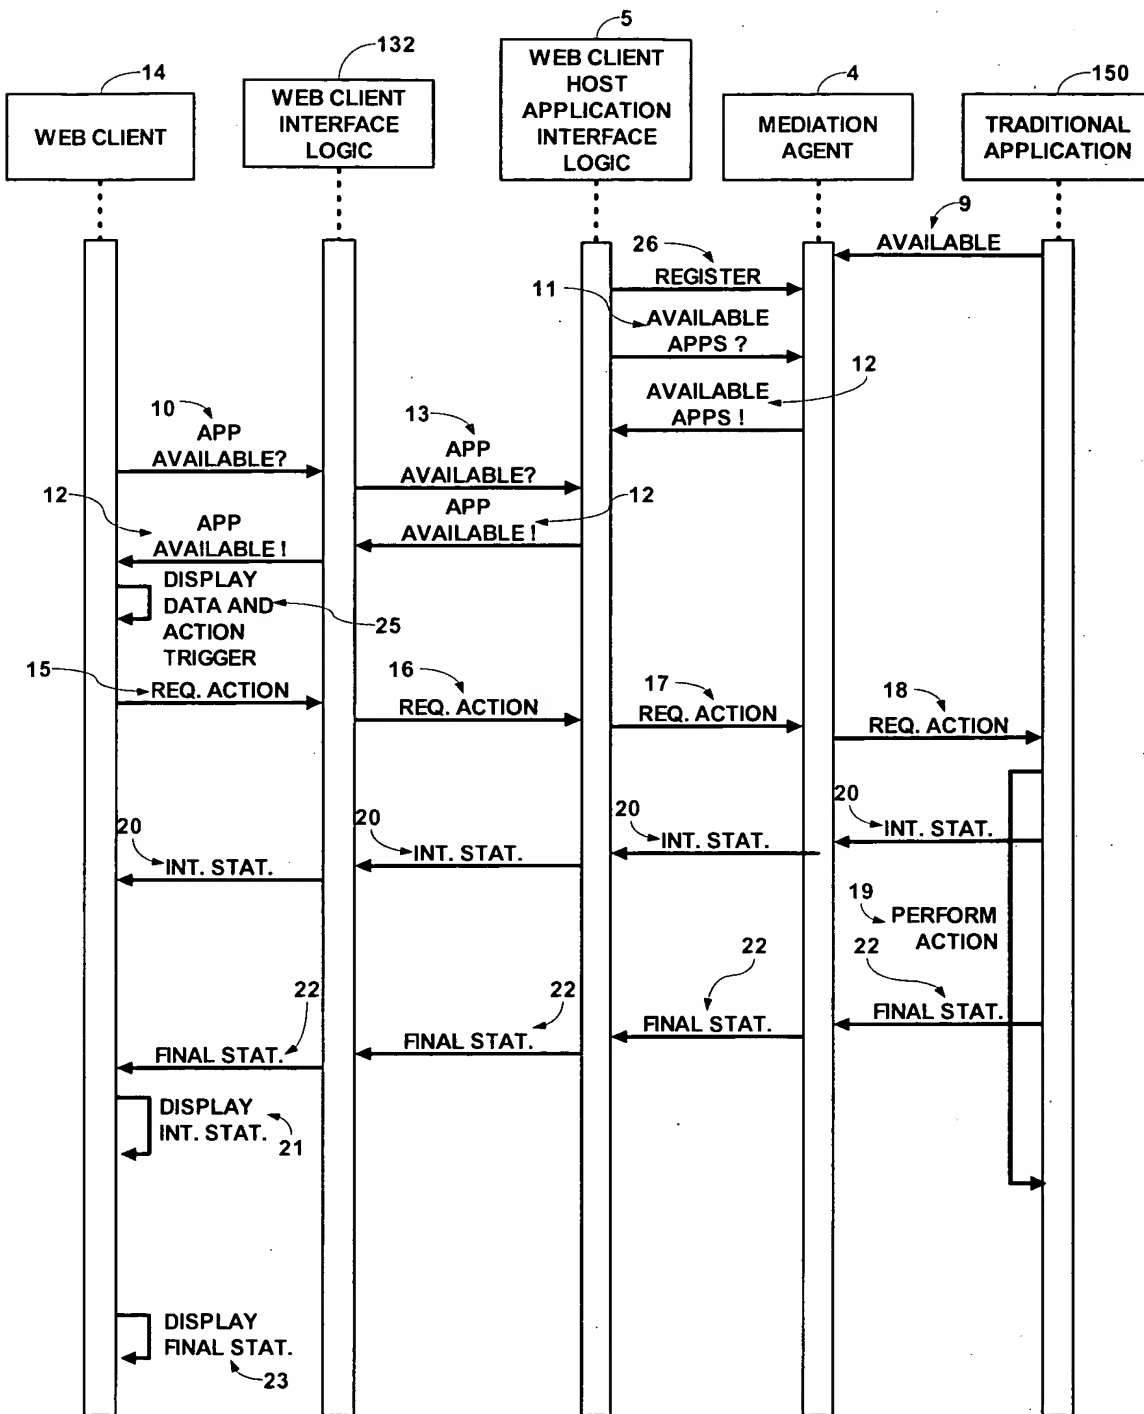 5
132
14
4
150
WEB CLIENT
WEB CLIENT
INTERFACE
LOGIC
WEB CLIENT
HOST
APPLICATION
INTERFACE
LOGIC
MEDIATION
AGENT
TRADITIONAL
APPLICATION
9
AVAILABLE
26
REGISTER
11
AVAILABLE
APPS ?
12
AVAILABLE
APPS !
10
APP
AVAILABLE?
13
APP
AVAILABLE?
12
APP
AVAILABLE !
12
APP
AVAILABLE !
DISPLAY
DATA AND
ACTION
TRIGGER
25
15
REQ. ACTION
16
REQ. ACTION
17
REQ. ACTION
18
REQ. ACTION
20
INT. STAT.
20
INT. STAT.
20
INT. STAT.
20
INT. STAT.
19
PERFORM
ACTION
22
FINAL STAT.
22
FINAL STAT.
22
FINAL STAT.
22
FINAL STAT.
DISPLAY
INT. STAT.
21
DISPLAY
FINAL STAT.
23